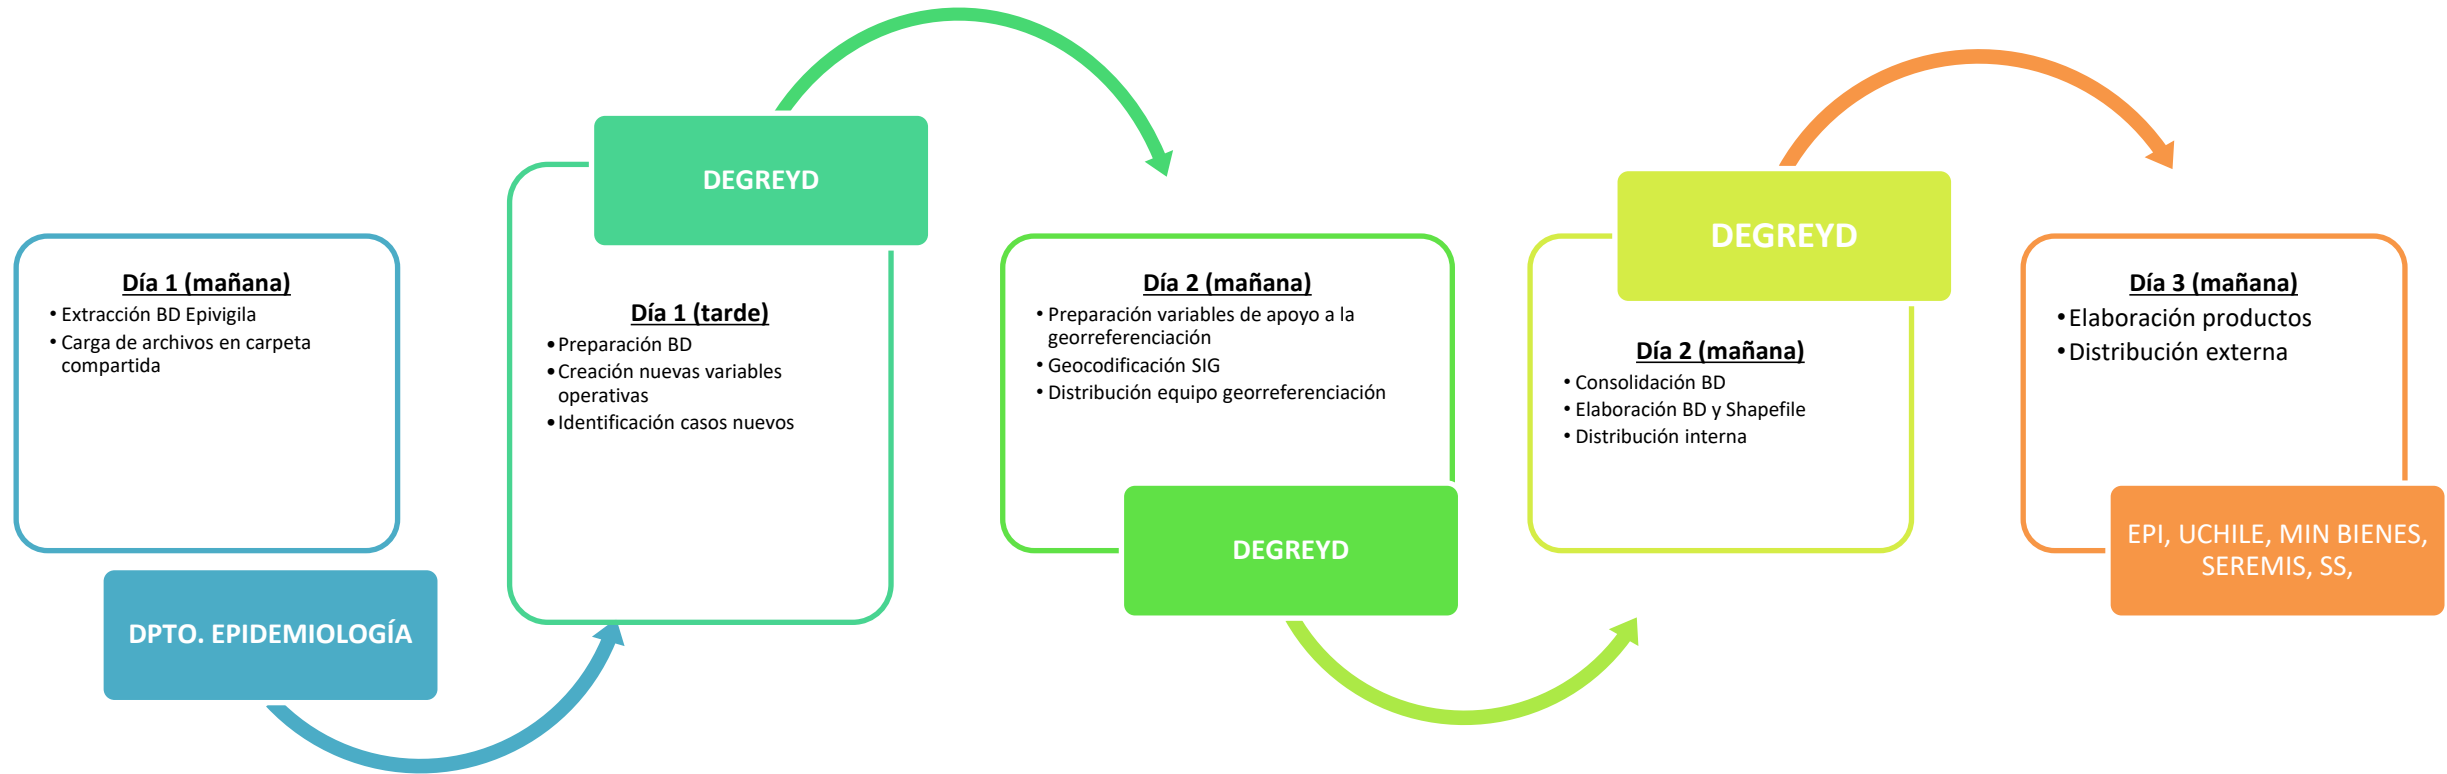 Día 1 (mañana)
• Extracción BD Epivigila
• Carga de archivos en carpeta
compartida
DPTO. EPIDEMIOLOGÍA
DEGREYD
Día 1 (tarde)
• Preparación BD
• Creación nuevas variables
operativas
• Identificación casos nuevos
Día 2 (mañana)
• Preparación variables de apoyo a la
georreferenciación
• Geocodificación SIG
• Distribución equipo georreferenciación
DEGREYD
DEGREYD
Día 2 (mañana)
• Consolidación BD
• Elaboración BD y Shapefile
• Distribución interna
Día 3 (mañana)
• Elaboración productos
• Distribución externa
EPI, UCHILE, MIN BIENES,
SEREMIS, SS,